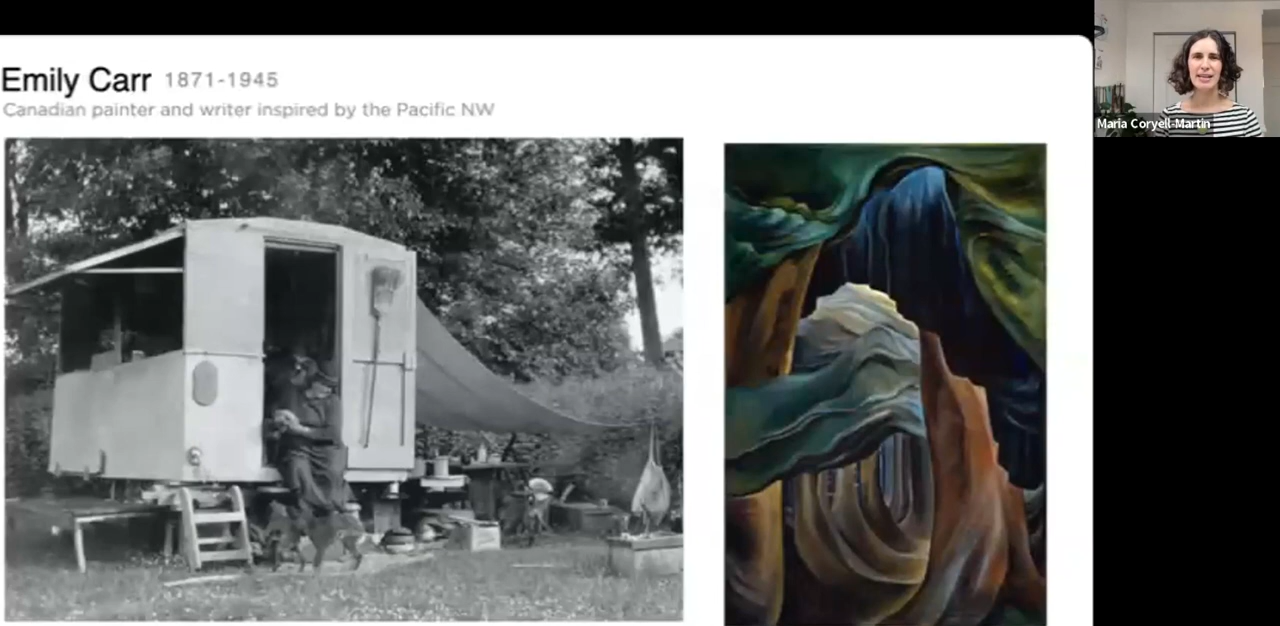 Emily Carr 1871-1945
Canadian painter and writer inspired by the Pacific NW
Maria Coryell-Martin